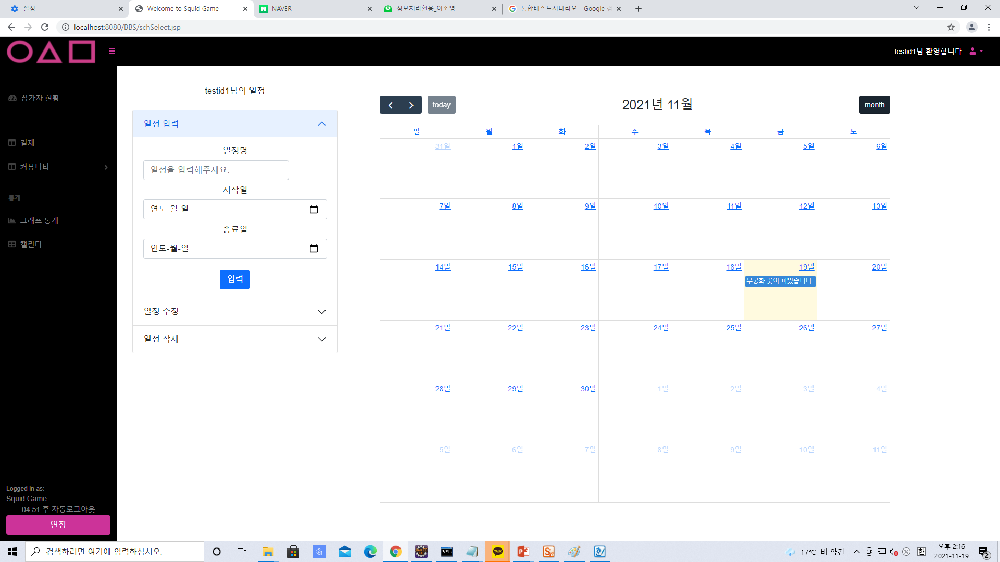 설정
Welcome to Squid Game
NAVER
정보처리활용_이조영
통합테스트시나리오 - Google
localhost:8080/BBS/schSelect.jsp
testid1님 환영합니다.
참가자 현황
결재
커뮤니티
통계
그래프 통계
캘린더
Logged in as:
Squid Game
04:51 후 자동로그아웃
연장
testid1님의 일정
일정 입력
일정명
일정을 입력해주세요.
시작일
연도-월-일
종료일
연도-월-일
입력
일정 수정
일정 삭제
today
2021년 11월
month
일 월 화 수 목 금 토
31일 1일 2일 3일 4일 5일 6일
7일 8일 9일 10일 11일 12일 13일
14일 15일 16일 17일 18일 19일 20일
무궁화 꽃이 피었습니다.
21일 22일 23일 24일 25일 26일 27일
28일 29일 30일 1일 2일 3일 4일
5일 6일 7일 8일 9일 10일 11일
검색하려면 여기에 입력하십시오.
TALK
17°C 비 약간
한
오후 2:16
2021-11-19
2